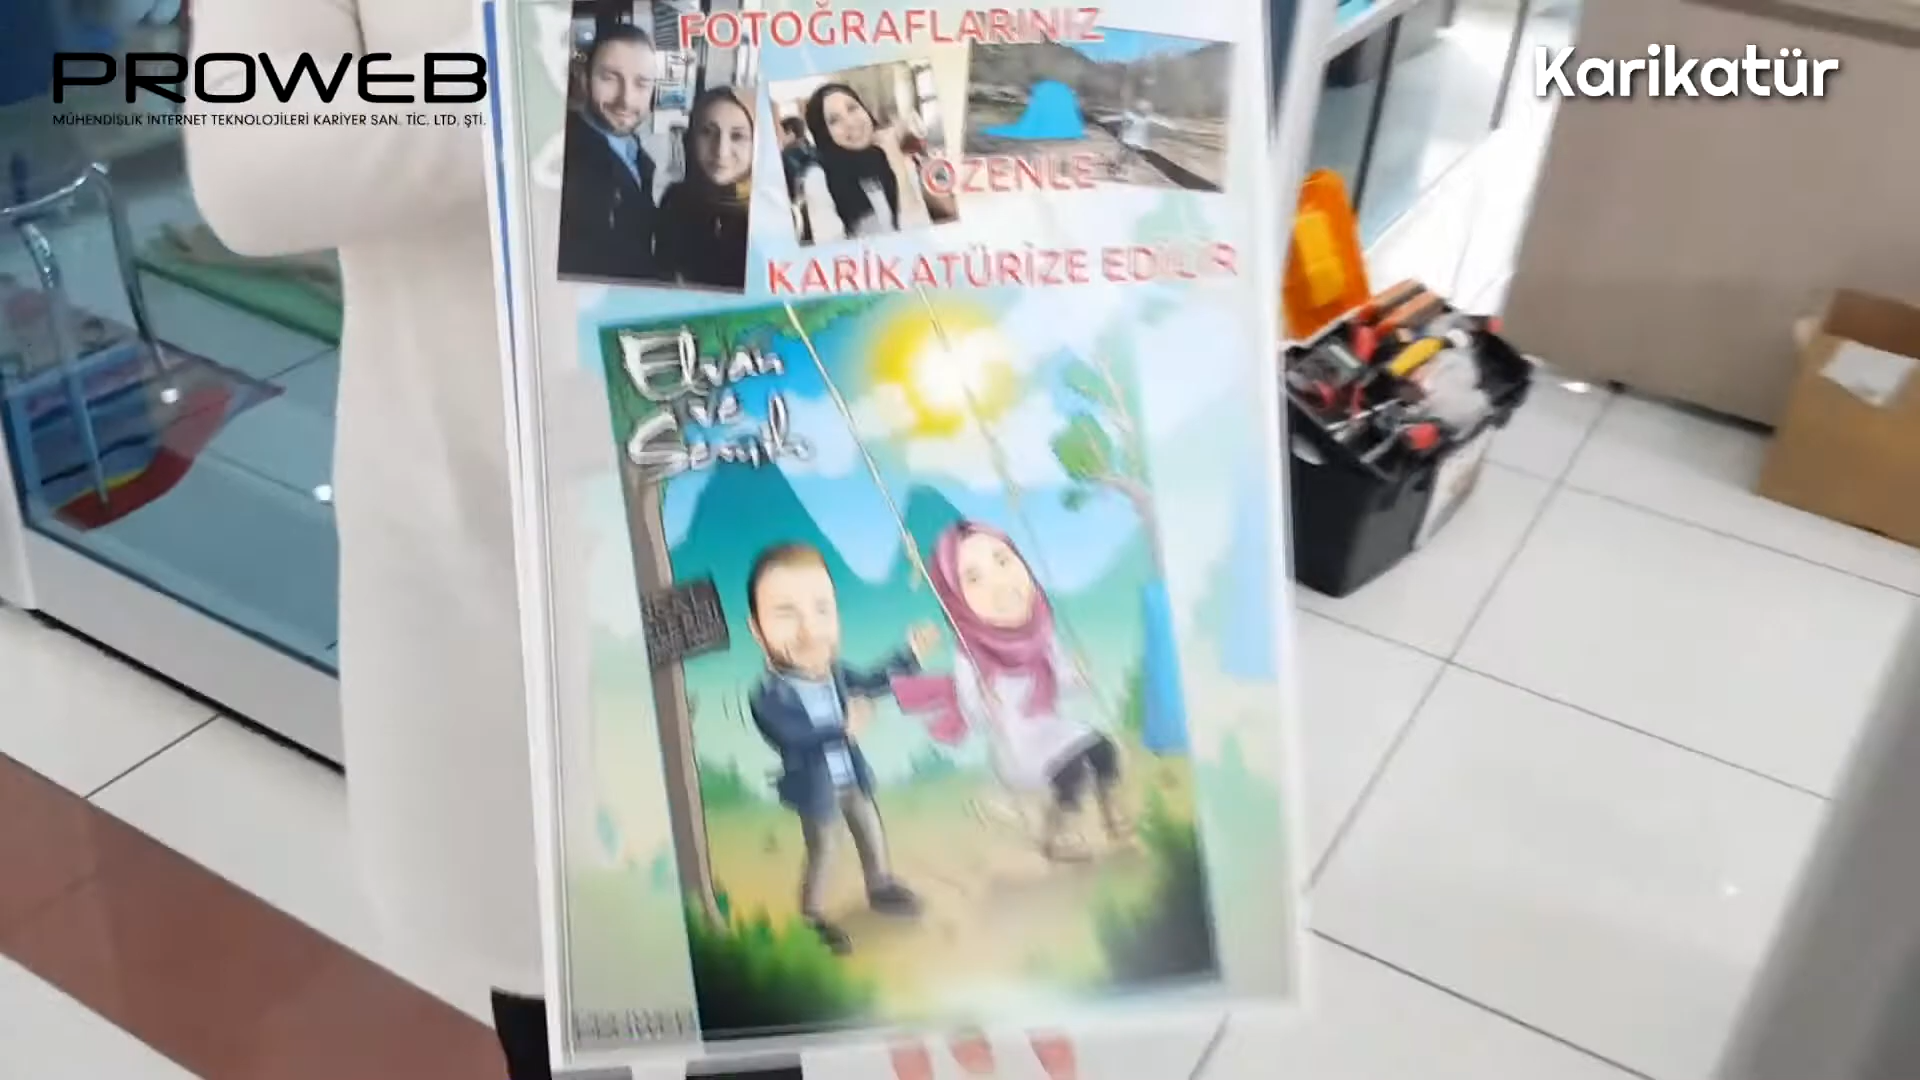 PROWEB
MÜHENDİSLİK İNTERNET TEKNOLOJİLERİ KARİYER SAN. TİC. LTD. ŞTİ.
Karikatür
FOTOĞRAFLARINIZ
ÖZENLE
KARİKATÜRİZE EDİLİR
Elvan
ve
Semih